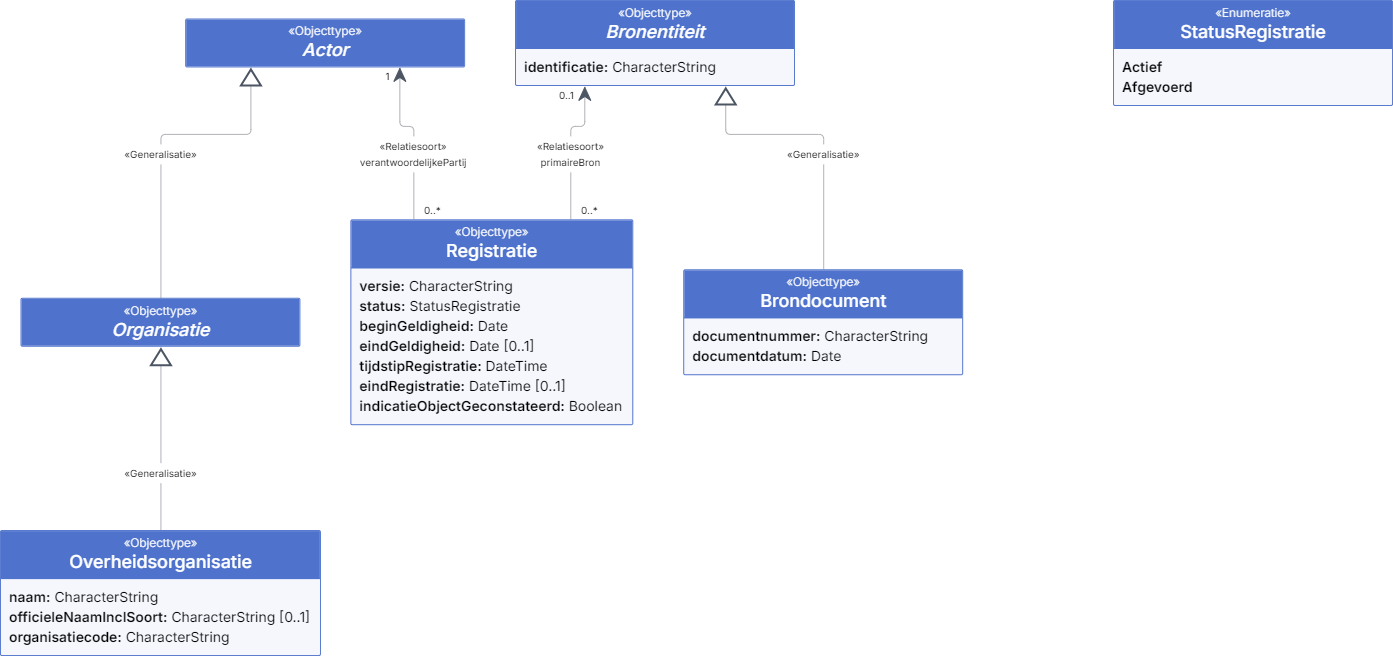 «Objecttype»
Actor
«Objecttype»
Bronentiteit
identificatie: CharacterString
«Enumeratie»
StatusRegistratie
Actief
Afgevoerd
1
0..1
«Generalisatie»
«Relatiesoort»
verantwoordelijkePartij
«Relatiesoort»
primaireBron
«Generalisatie»
0..*
0..*
«Objecttype»
Registratie
versie: CharacterString
status: StatusRegistratie
beginGeldigheid: Date
eindGeldigheid: Date [0..1]
tijdstipRegistratie: DateTime
eindRegistratie: DateTime [0..1]
indicatieObjectGeconstateerd: Boolean
«Objecttype»
Brondocument
documentnummer: CharacterString
documentdatum: Date
«Objecttype»
Organisatie
«Generalisatie»
«Objecttype»
Overheidsorganisatie
naam: CharacterString
officieleNaamInclSoort: CharacterString [0..1]
organisatiecode: CharacterString